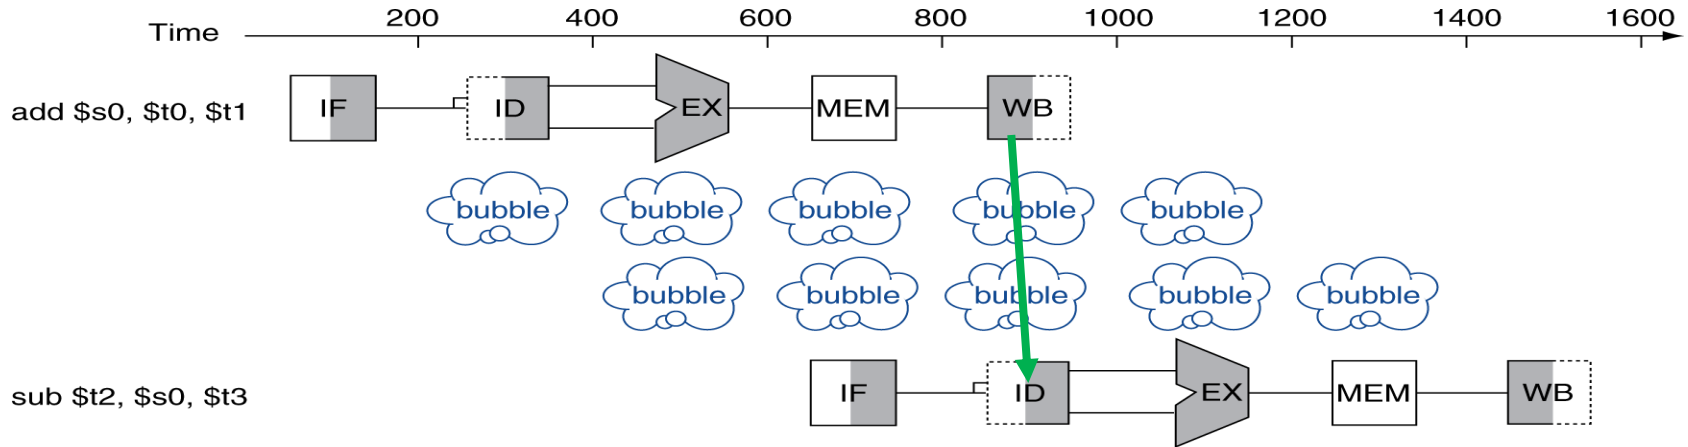 200 400 600 800 1000 1200 1400 1600
Time
add $s0, $t0, $t1 IF ID EX MEM WB
bubble bubble bubble bubble bubble
bubble bubble bubble bubble bubble
sub $t2, $s0, $t3 IF ID EX MEM WB